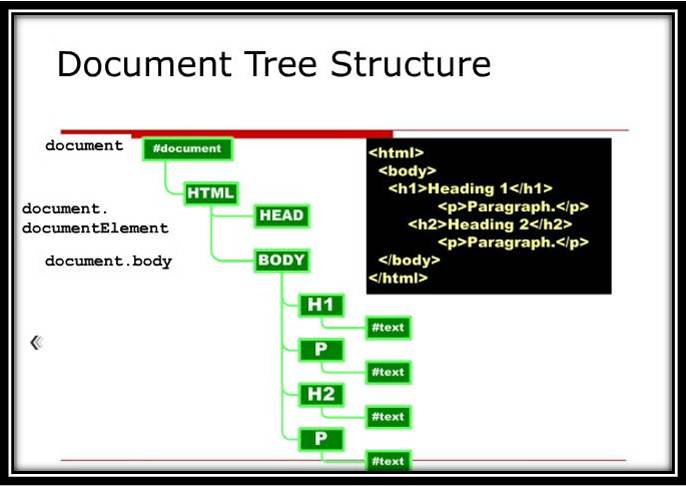 Document Tree Structure
document
#document
HTML
document.
documentElement
HEAD
document.body
BODY
H1
#text
P
#text
H2
#text
P
#text
<html>
<body>
<h1>Heading 1</h1>
<p>Paragraph.</p>
<h2>Heading 2</h2>
<p>Paragraph.</p>
</body>
</html>